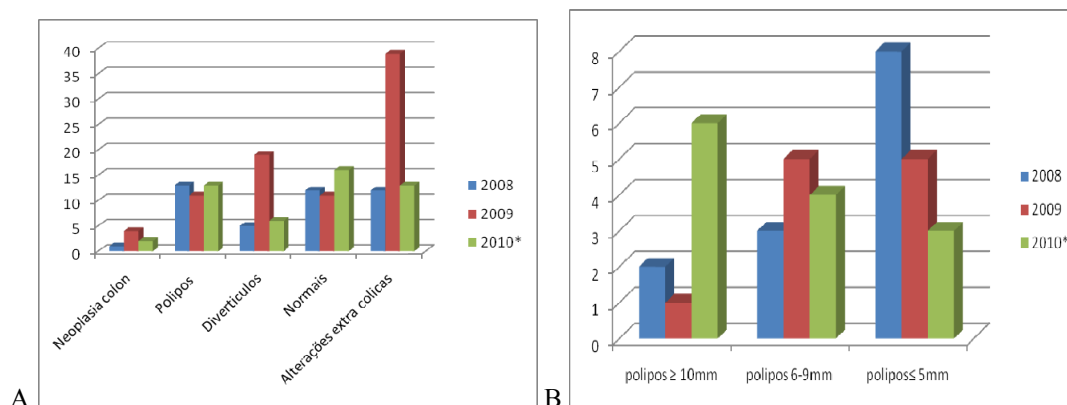 40
35
30
25
20
15
10
5
0
Neoplasia colon
Polipos
Diverticulos
Normais
Alterações extra colicas
2008
2009
2010*
A
8
7
6
5
4
3
2
1
0
polipos ≥ 10mm
polipos 6-9mm
polipos≤ 5mm
2008
2009
2010*
B